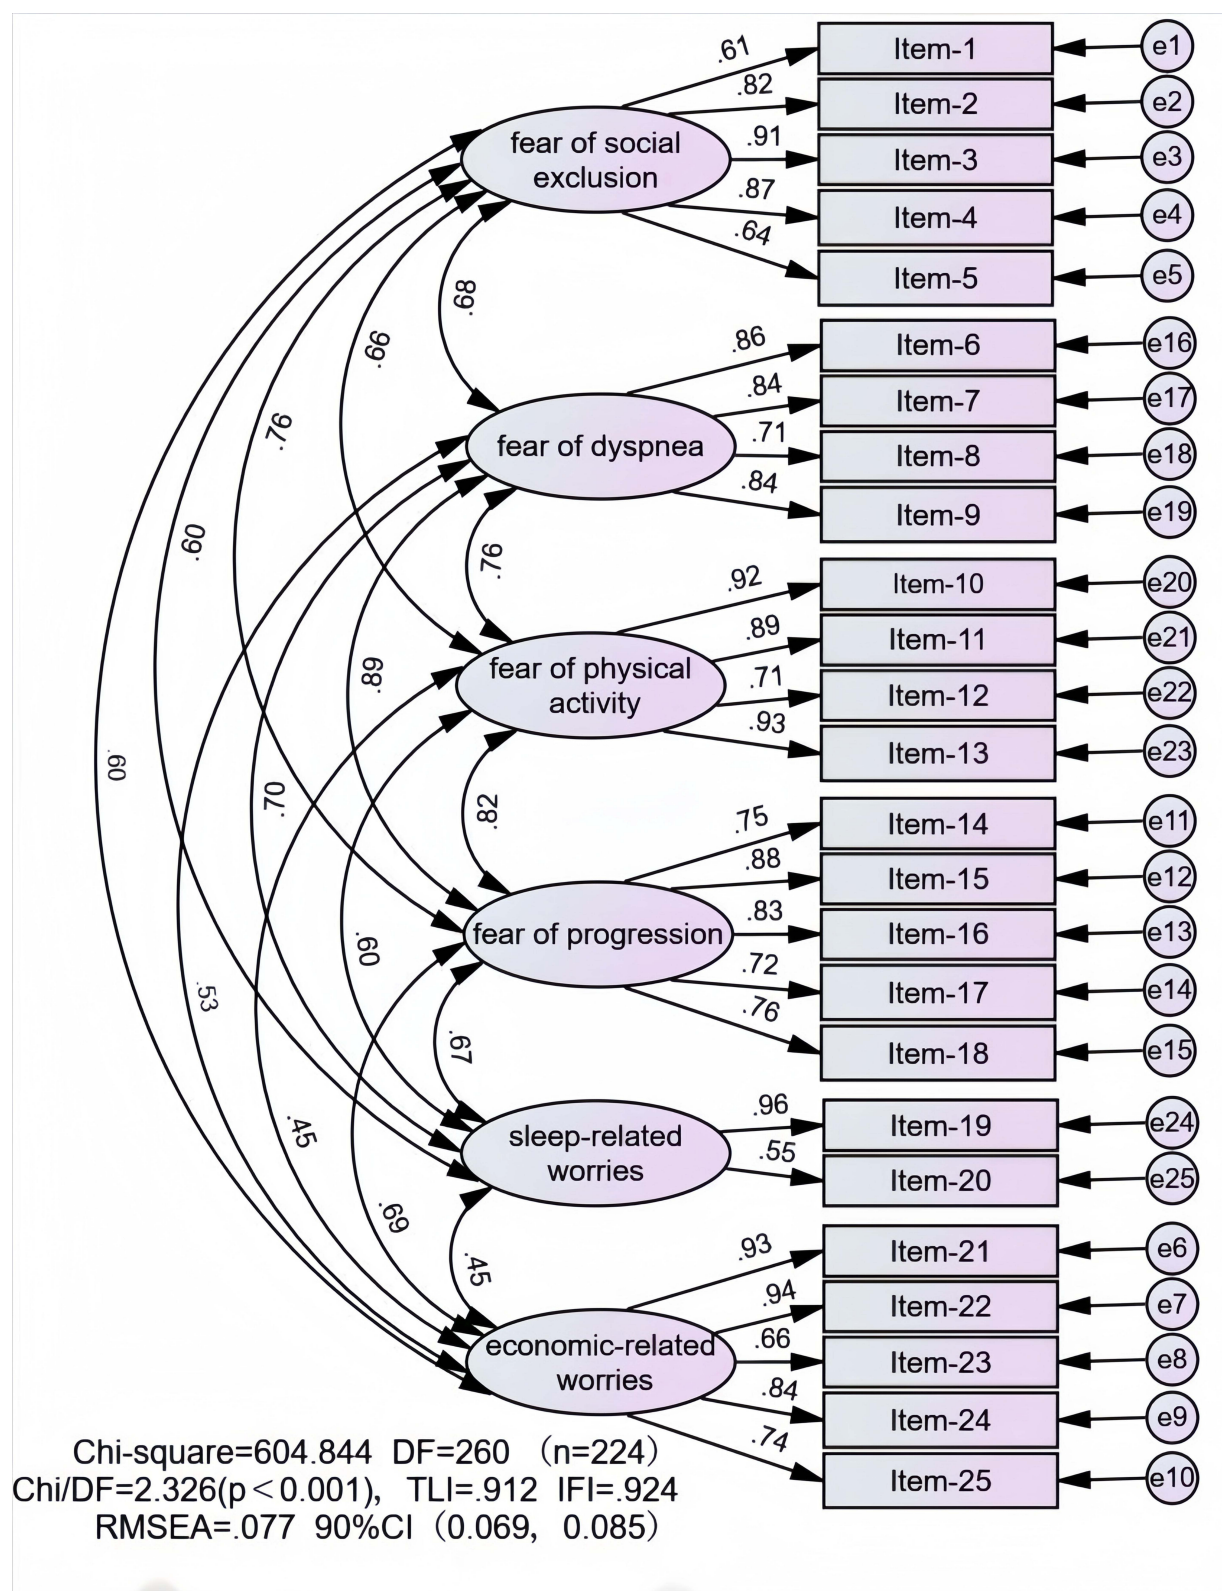 .61
Item-1
e1
.82
Item-2
e2
fear of social
exclusion
.91
Item-3
e3
.87
Item-4
e4
.64
Item-5
e5
.68
.66
.76
.60
.60
.86
Item-6
e16
.84
Item-7
e17
fear of dyspnea
.71
Item-8
e18
.84
Item-9
e19
.76
.89
.70
.53
.92
Item-10
e20
.89
Item-11
e21
fear of physical
activity
.71
Item-12
e22
.93
Item-13
e23
.82
.60
.45
.75
Item-14
e11
.88
Item-15
e12
fear of progression
.83
Item-16
e13
.72
Item-17
e14
.76
Item-18
e15
.67
.69
.96
Item-19
e24
sleep-related
worries
.55
Item-20
e25
.45
.93
Item-21
e6
.94
Item-22
e7
economic-related
worries
.66
Item-23
e8
.84
Item-24
e9
.74
Item-25
e10
Chi-square=604.844 DF=260 （n=224）
Chi/DF=2.326(p＜0.001)， TLI=.912 IFI=.924
RMSEA=.077 90%CI（0.069， 0.085）